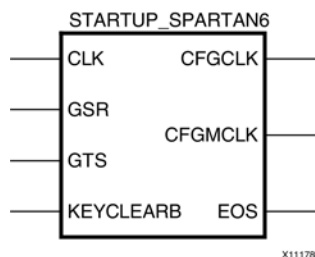 STARTUP_SPARTAN6
CLK CFGCLK
GSR
CFGMCLK
GTS
KEYCLEARB EOS
X11178